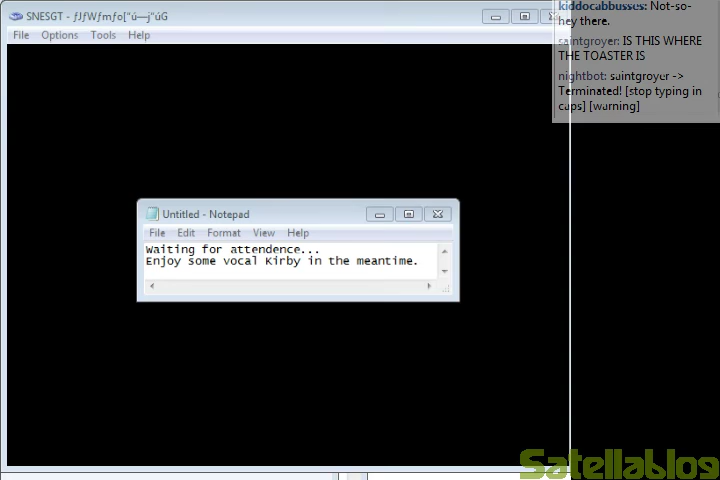 SNESGT - ƒJƒWƒmƒo["ú—j"úG
File Options Tools Help
kiddocabbusses: Not-so-
hey there.
saintgroyer: IS THIS WHERE
THE TOASTER IS
nightbot: saintgroyer ->
Terminated! [stop typing in
caps] [warning]
Untitled - Notepad
File Edit Format View Help
Waiting for attendence...
Enjoy some vocal Kirby in the meantime.
Satellablog